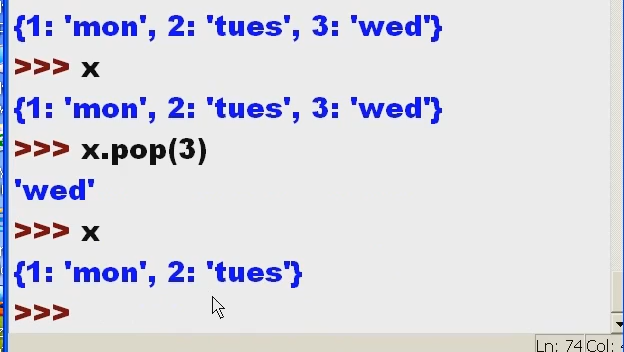 {1: 'mon', 2: 'tues', 3: 'wed'}
>>> x
{1: 'mon', 2: 'tues', 3: 'wed'}
>>> x.pop(3)
'wed'
>>> x
{1: 'mon', 2: 'tues'}
>>>
Ln: 74 Col: